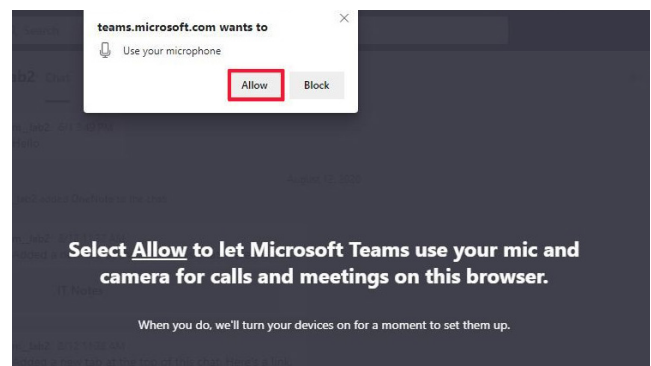 Search
teams.microsoft.com wants to
Use your microphone
Allow
Block
Hello
Select Allow to let Microsoft Teams use your mic and
camera for calls and meetings on this browser.
When you do, we'll turn your devices on for a moment to set them up.